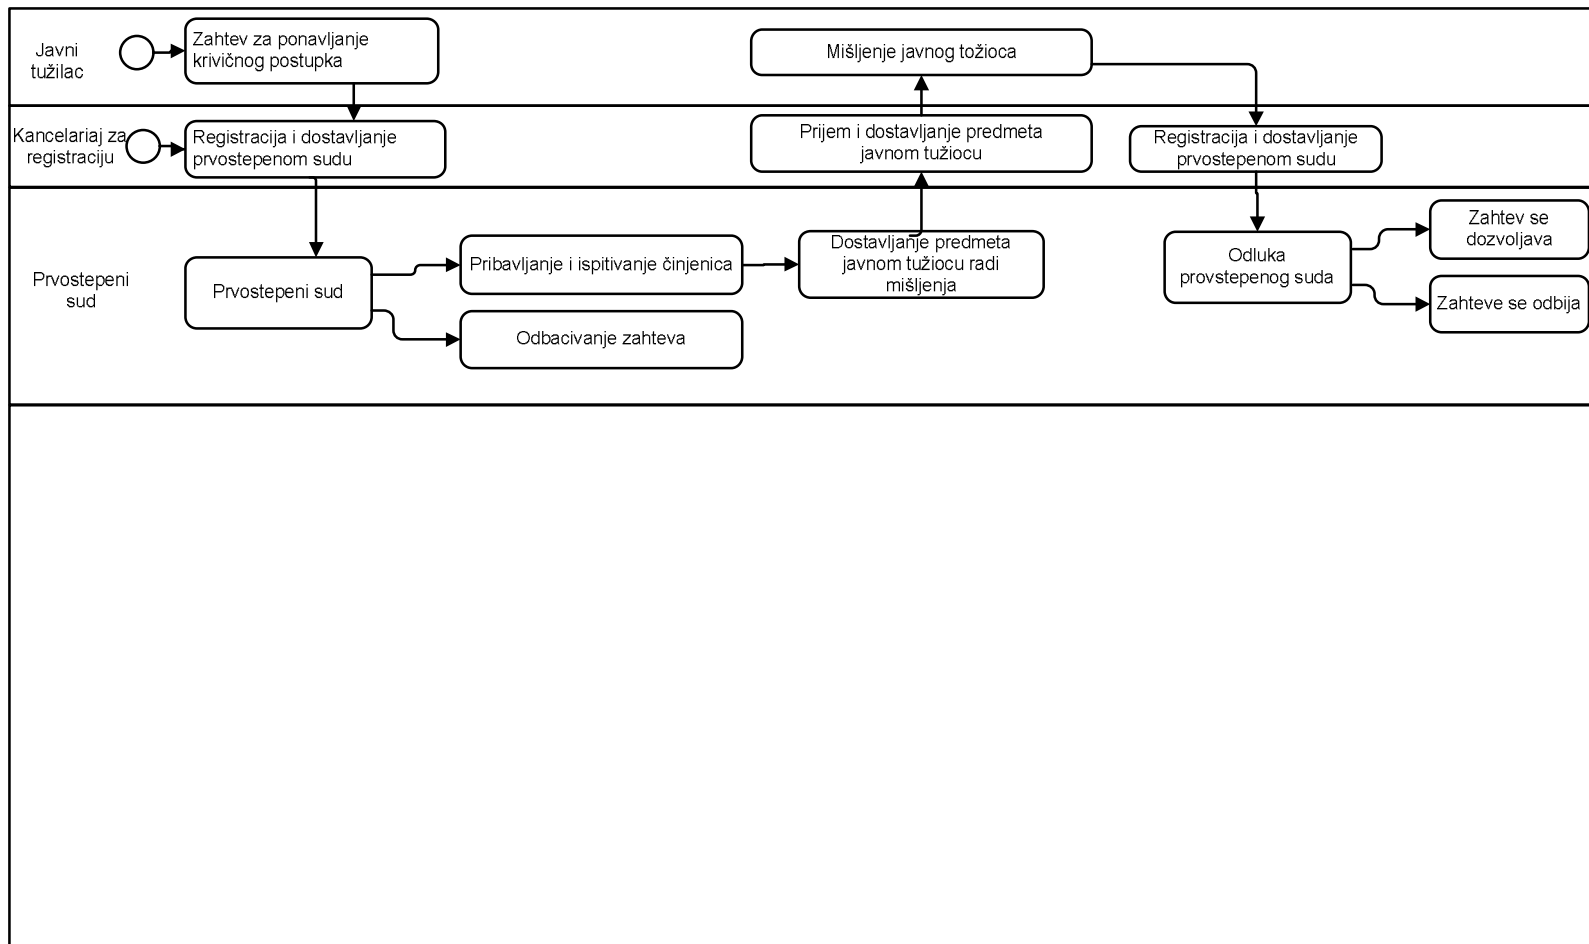 Javni
tužilac
Zahtev za ponavljanje
krivičnog postupka
Mišljenje javnog tožioca
Kancelariaj za
registraciju
Registracija i dostavljanje
prvostepenom sudu
Prijem i dostavljanje predmeta
javnom tužiocu
Registracija i dostavljanje
prvostepenom sudu
Prvostepeni
sud
Prvostepeni sud
Pribavljanje i ispitivanje činjenica
Odbacivanje zahteva
Dostavljanje predmeta
javnom tužiocu radi
mišljenja
Odluka
provstepenog suda
Zahtev se
dozvoljava
Zahteve se odbija